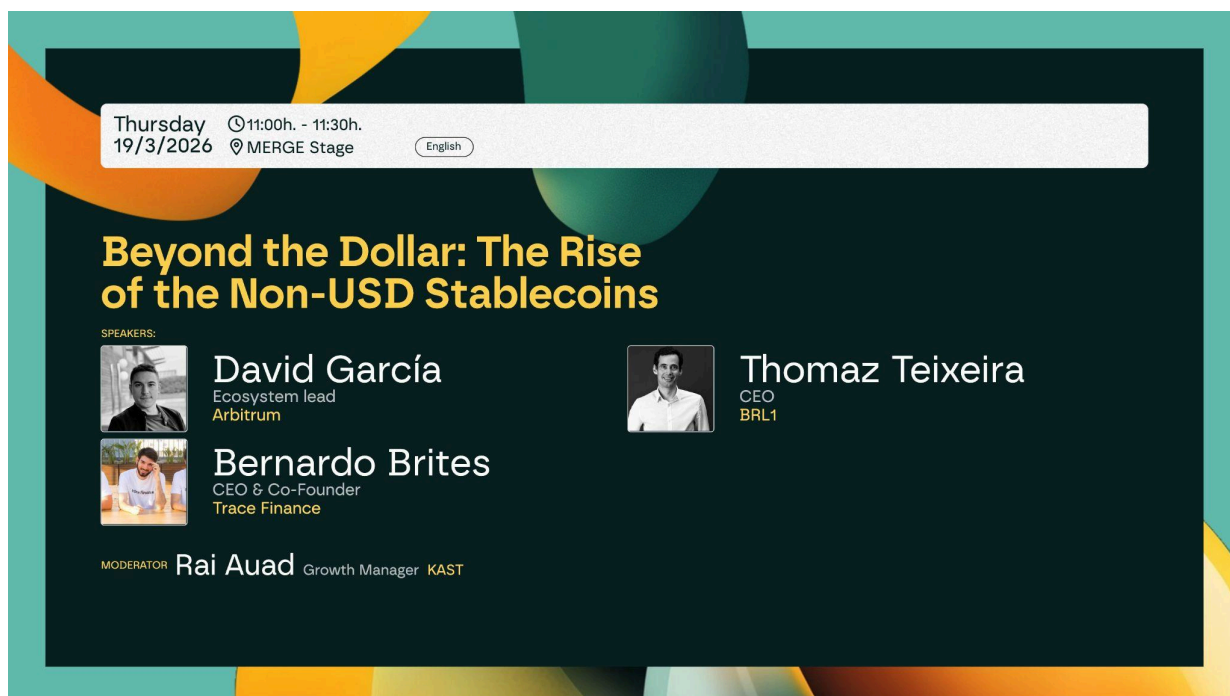 Thursday
19/3/2026
11:00h. - 11:30h.
MERGE Stage
English
Beyond the Dollar: The Rise
of the Non-USD Stablecoins
SPEAKERS:
David García
Ecosystem lead
Arbitrum
Thomaz Teixeira
CEO
BRL1
Bernardo Brites
CEO & Co-Founder
Trace Finance
MODERATOR Rai Auad Growth Manager KAST